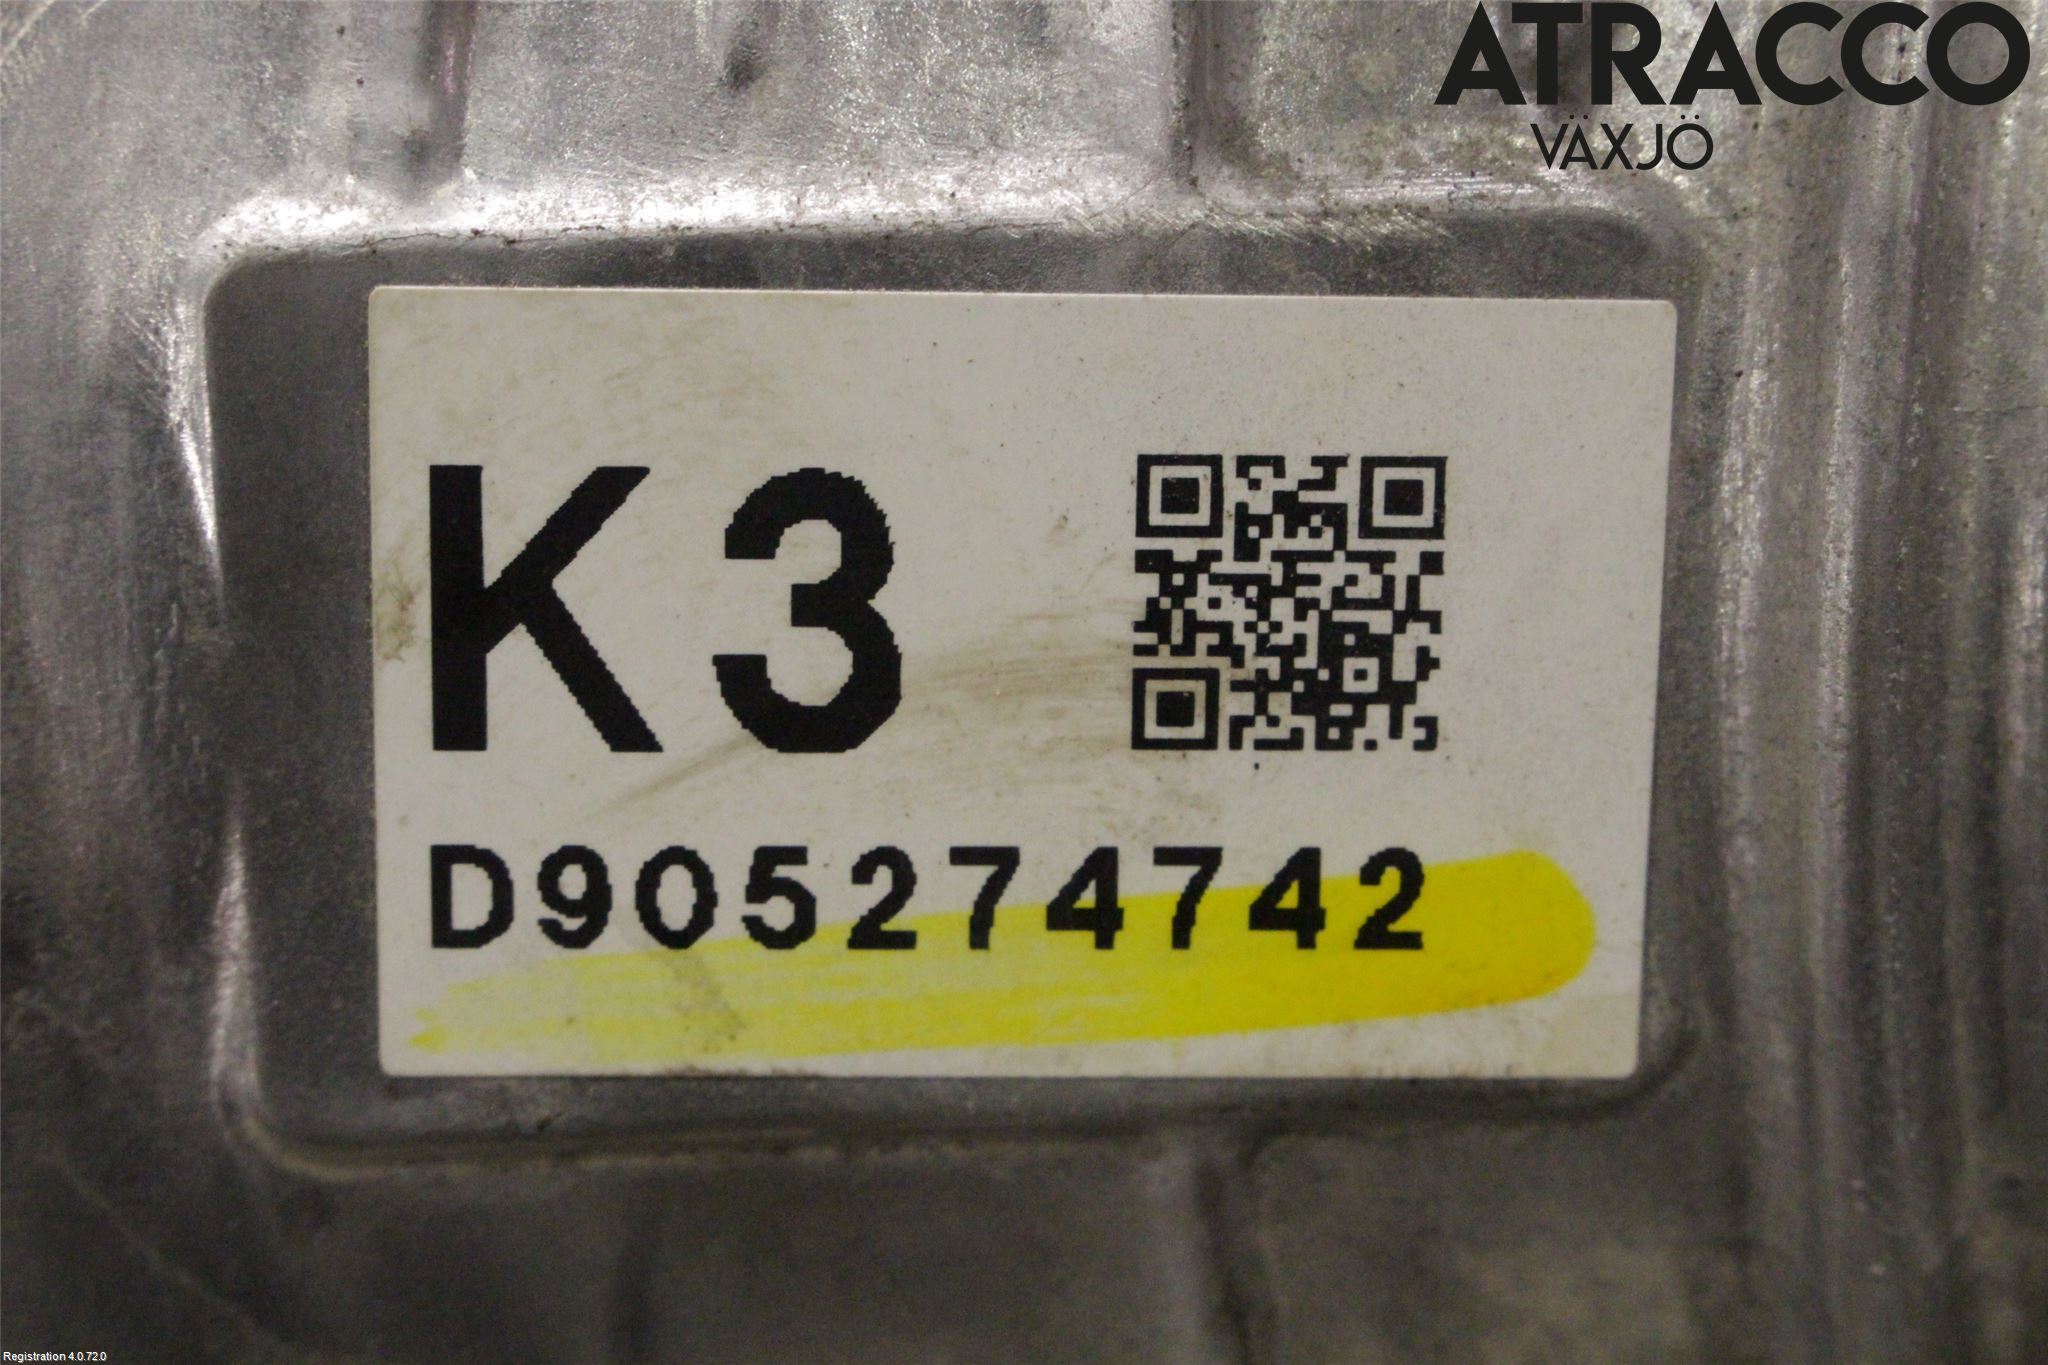 ATRACCO
VÄXJÖ
K3
D905274742
Registration 4.0.72.0